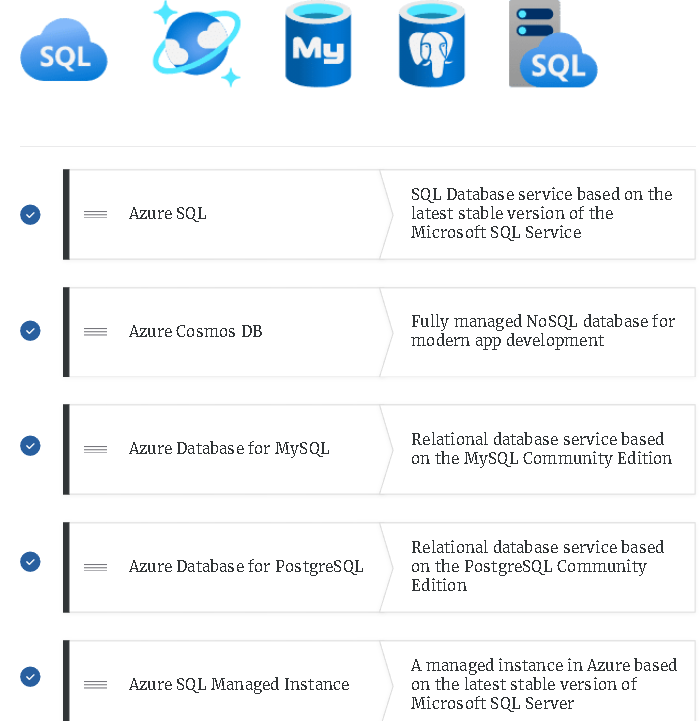 SQL
My
SQL
Azure SQL
SQL Database service based on the
latest stable version of the
Microsoft SQL Service
Azure Cosmos DB
Fully managed NoSQL database for
modern app development
Azure Database for MySQL
Relational database service based
on the MySQL Community Edition
Azure Database for PostgreSQL
Relational database service based
on the PostgreSQL Community
Edition
Azure SQL Managed Instance
A managed instance in Azure based
on the latest stable version of
Microsoft SQL Server